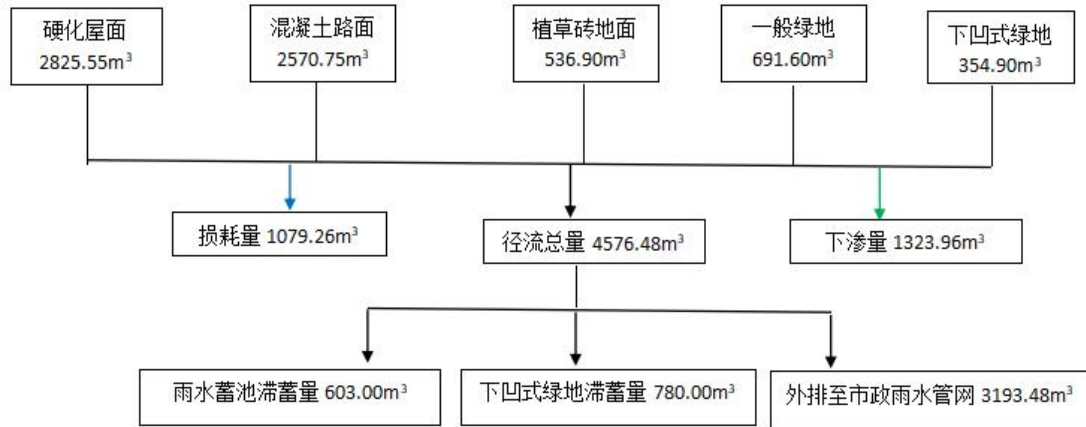 硬化屋面
2825.55m³
混凝土路面
2570.75m³
植草砖地面
536.90m³
一般绿地
691.60m³
下凹式绿地
354.90m³
损耗量 1079.26m³
径流总量 4576.48m³
下渗量 1323.96m³
雨水蓄池滞蓄量 603.00m³
下凹式绿地滞蓄量 780.00m³
外排至市政雨水管网 3193.48m³